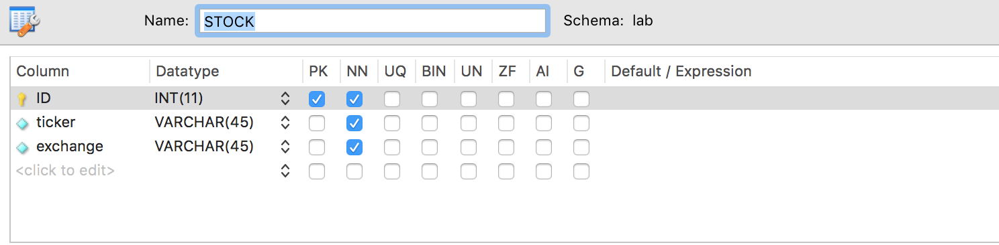 Name: STOCK Schema: lab
Column Datatype PK NN UQ BIN UN ZF AI G Default / Expression
ID INT(11)
ticker VARCHAR(45)
exchange VARCHAR(45)
<click to edit>